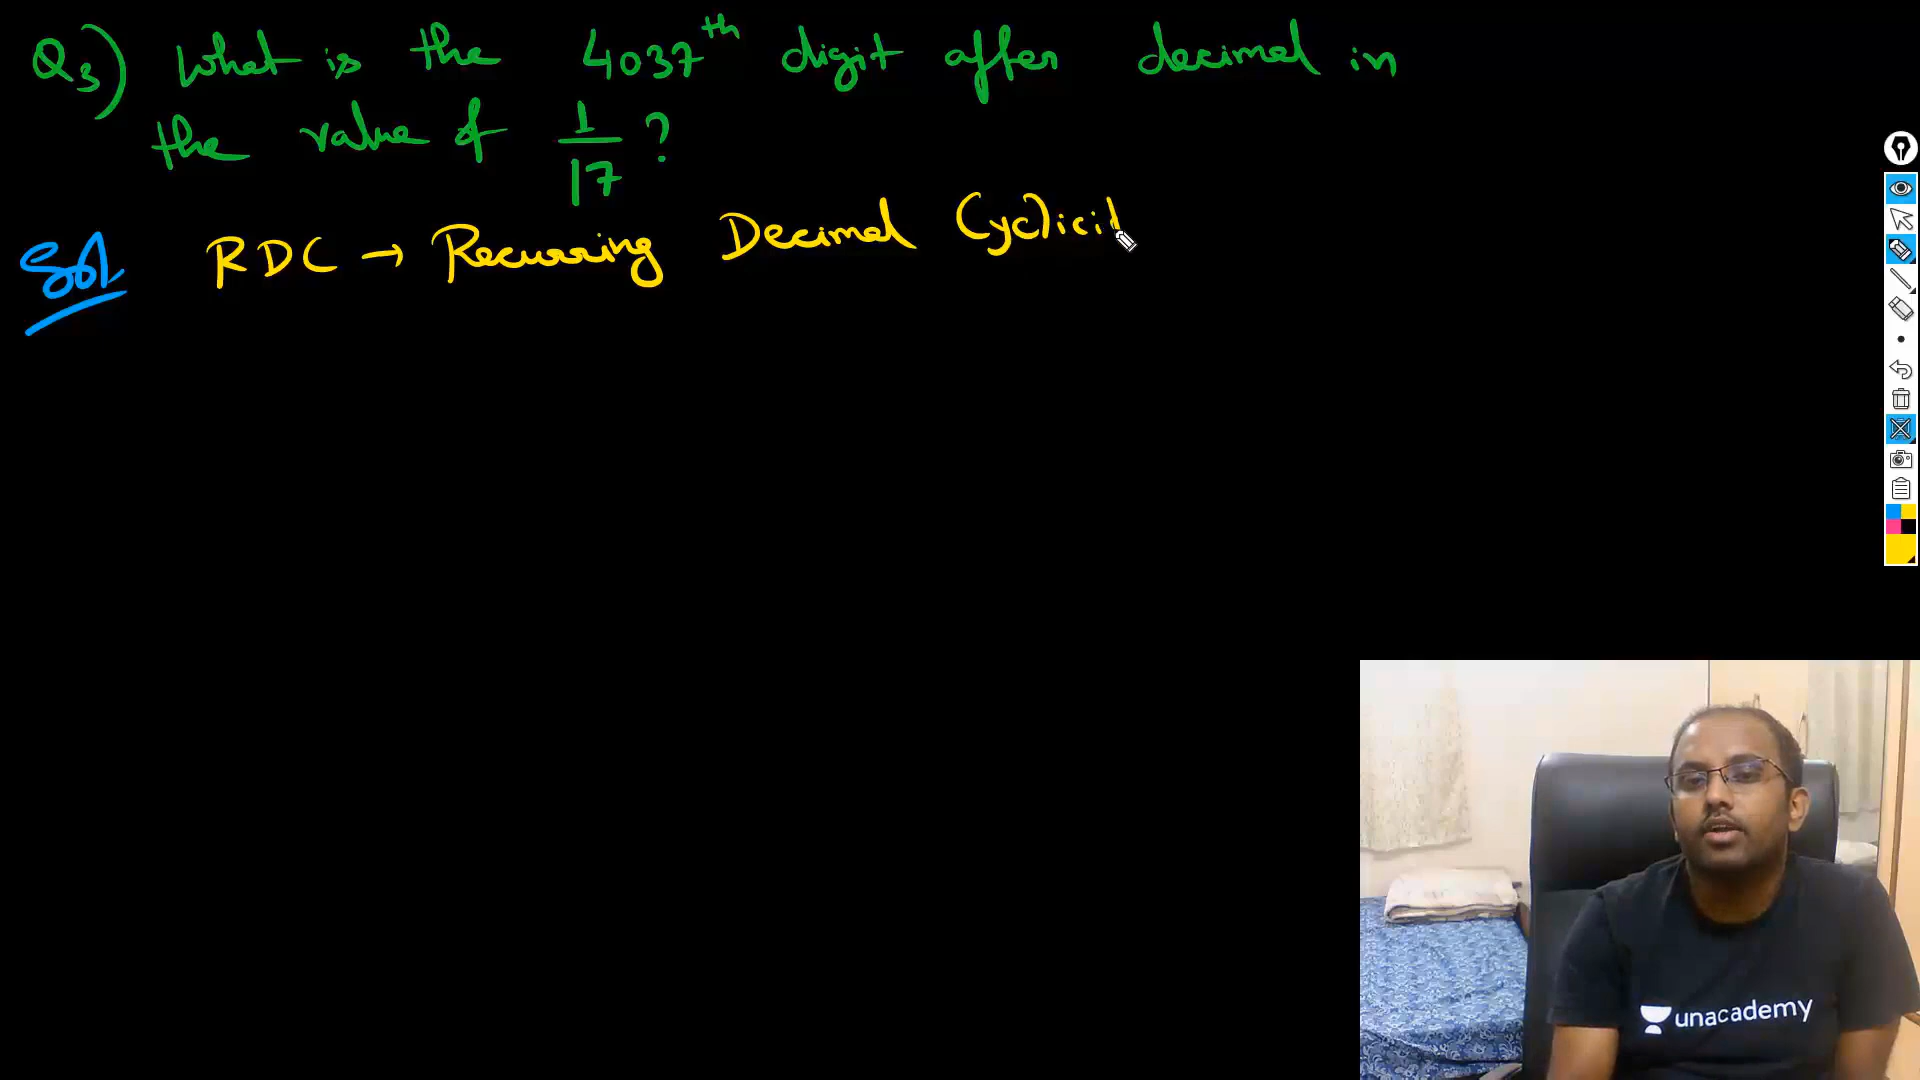 Q3) What is the 4037th digit after decimal in
the value of 1/17 ?
Sol RDC → Recurring Decimal Cyclicit
unacademy